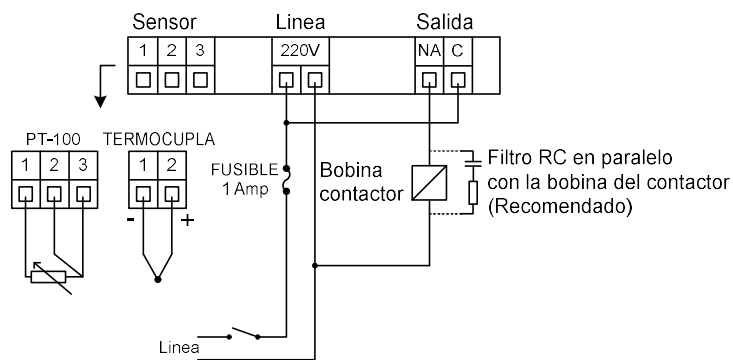 Sensor
Linea
Salida
1 2 3
220V
NA C
PT-100
TERMOCUPLA
1 2 3
1 2
- +
FUSIBLE
1 Amp
Bobina
contactor
Filtro RC en paralelo
con la bobina del contactor
(Recomendado)
Linea